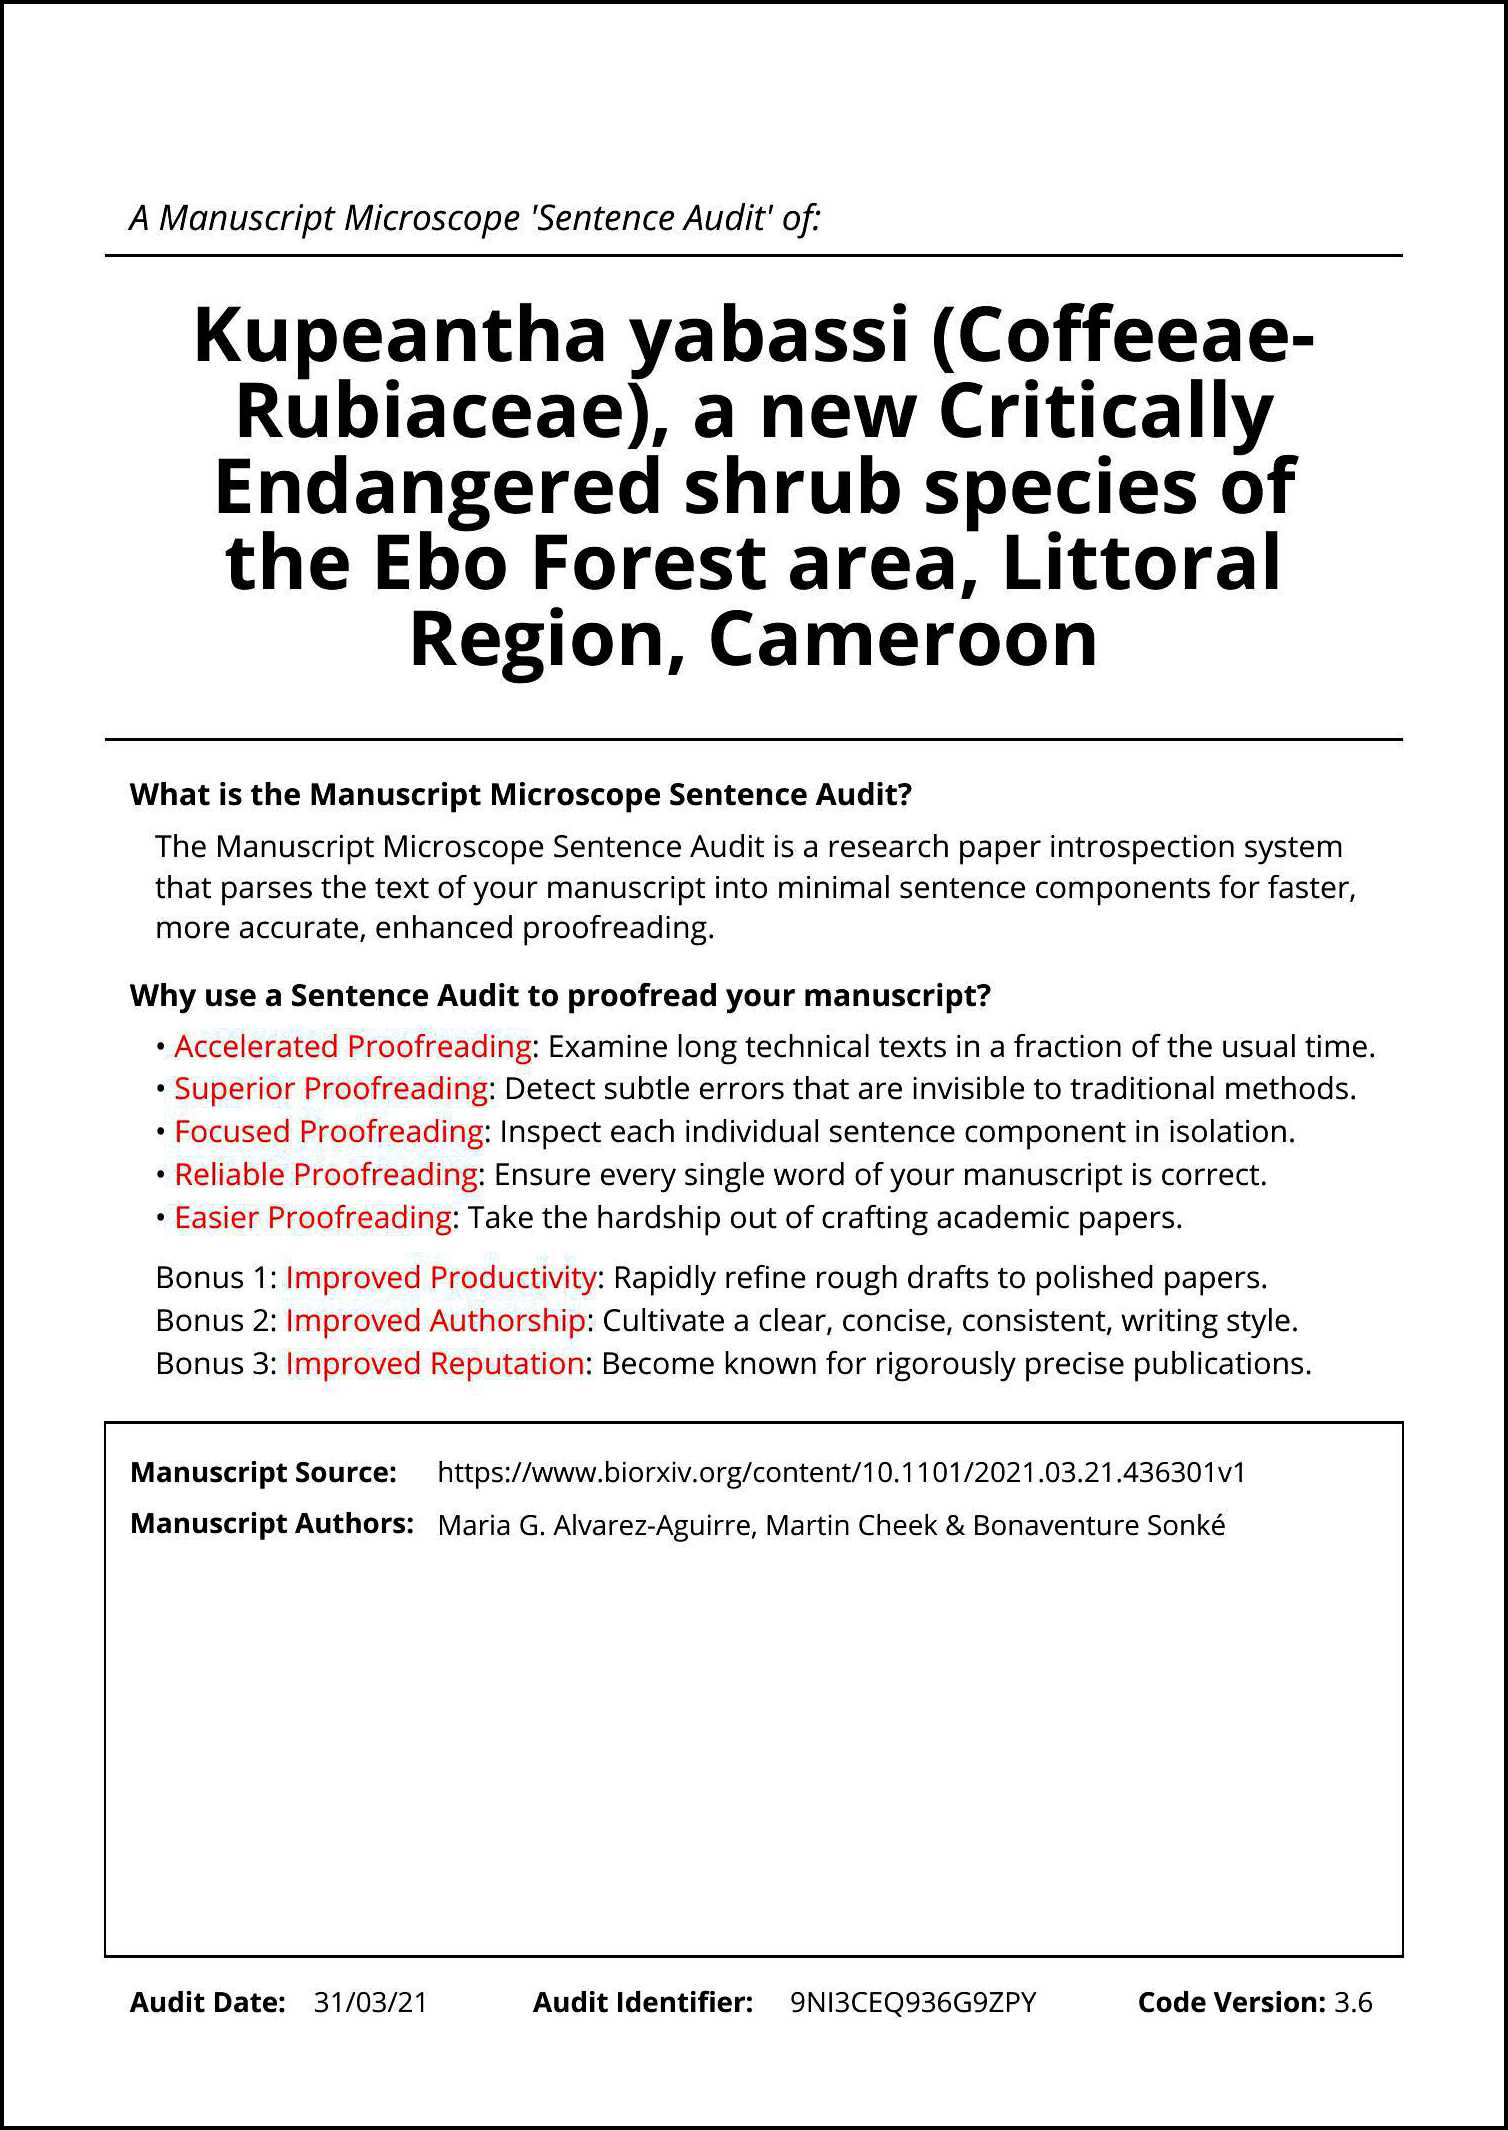 A Manuscript Microscope 'Sentence Audit' of:
Kupeantha yabassi (Coffeeae-
Rubiaceae), a new Critically
Endangered shrub species of
the Ebo Forest area, Littoral
Region, Cameroon
What is the Manuscript Microscope Sentence Audit?
The Manuscript Microscope Sentence Audit is a research paper introspection system
that parses the text of your manuscript into minimal sentence components for faster,
more accurate, enhanced proofreading.
Why use a Sentence Audit to proofread your manuscript?
• Accelerated Proofreading: Examine long technical texts in a fraction of the usual time.
• Superior Proofreading: Detect subtle errors that are invisible to traditional methods.
• Focused Proofreading: Inspect each individual sentence component in isolation.
• Reliable Proofreading: Ensure every single word of your manuscript is correct.
• Easier Proofreading: Take the hardship out of crafting academic papers.
Bonus 1: Improved Productivity: Rapidly refine rough drafts to polished papers.
Bonus 2: Improved Authorship: Cultivate a clear, concise, consistent, writing style.
Bonus 3: Improved Reputation: Become known for rigorously precise publications.
Manuscript Source: https://www.biorxiv.org/content/10.1101/2021.03.21.436301v1
Manuscript Authors: Maria G. Alvarez-Aguirre, Martin Cheek & Bonaventure Sonké
Audit Date: 31/03/21 Audit Identifier: 9NI3CEQ936G9ZPY Code Version: 3.6